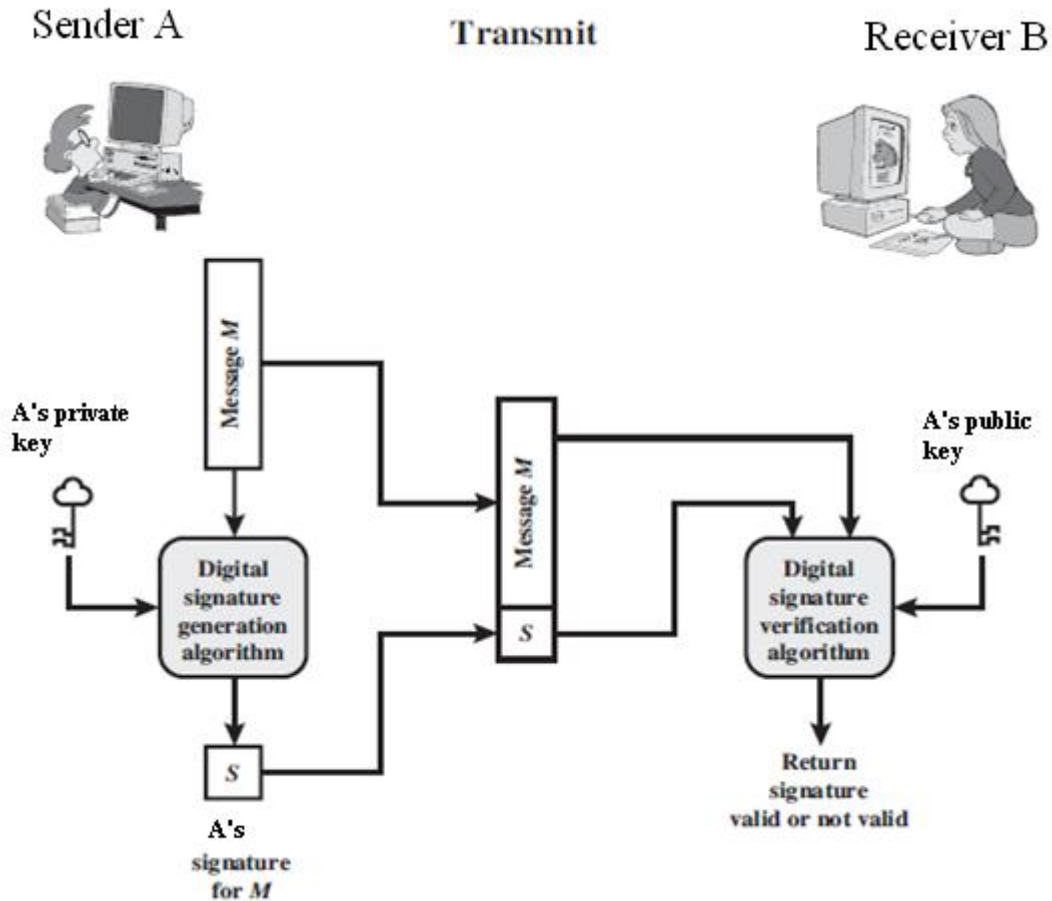 Sender A
Transmit
Receiver B
Message M
A's private
key
Message M
A's public
key
Digital
signature
generation
algorithm
S
Digital
signature
verification
algorithm
S
A's
signature
for M
Return
signature
valid or not valid